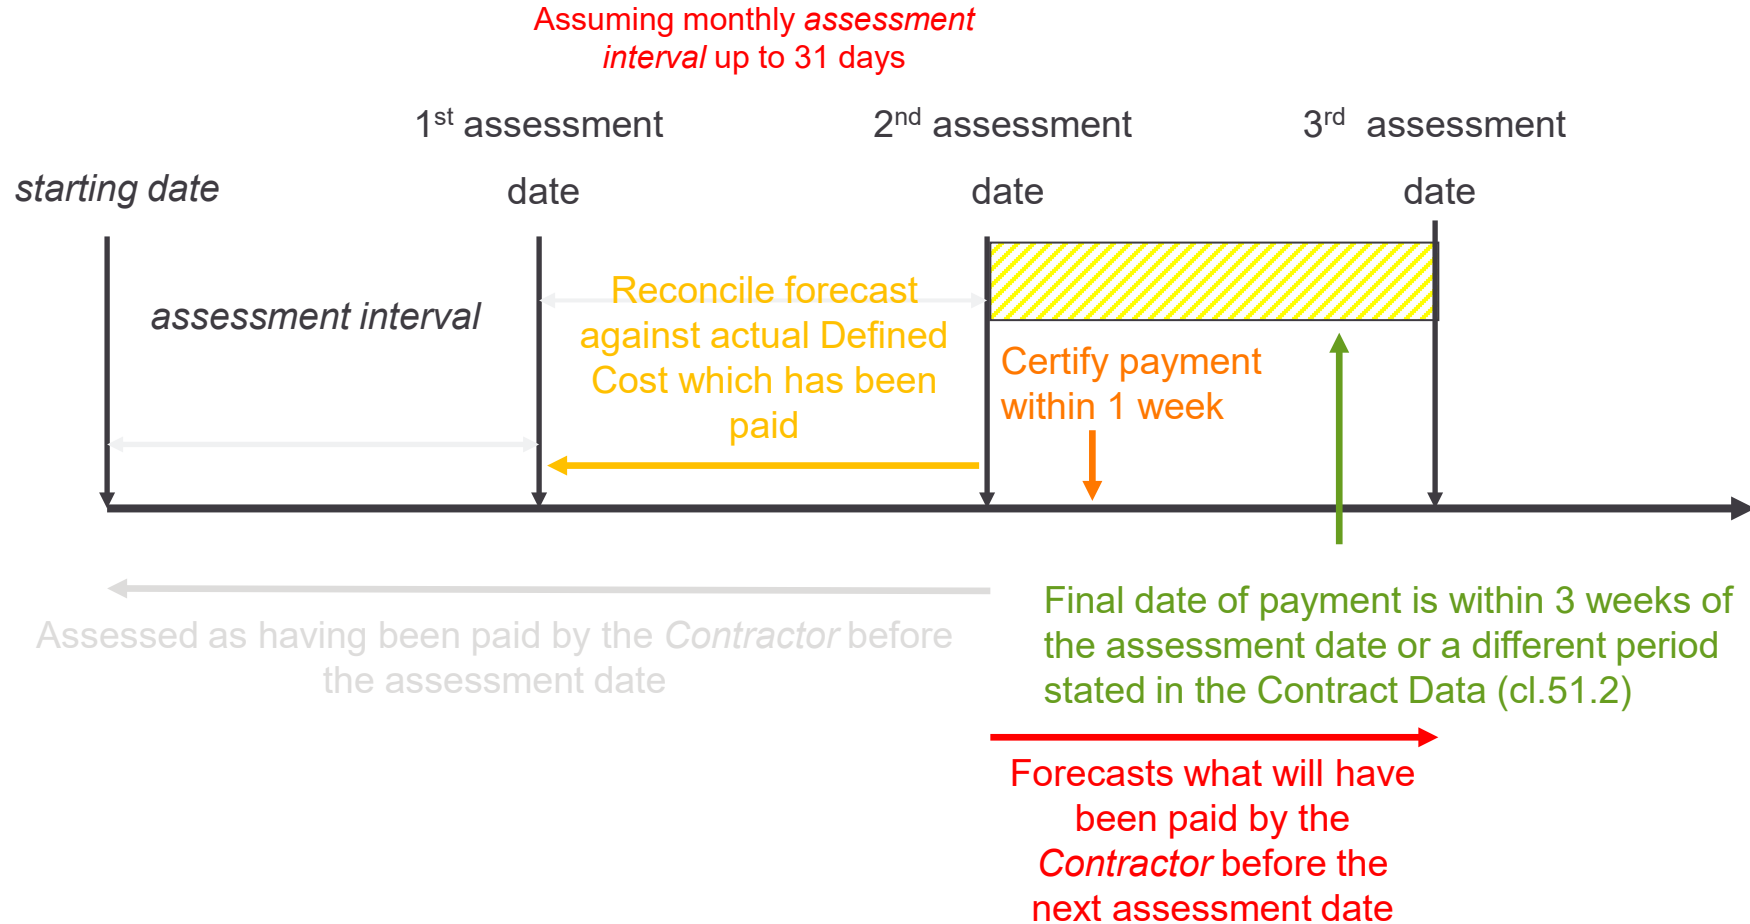 Assuming monthly assessment
interval up to 31 days
1st assessment
2nd assessment
3rd assessment
starting date
date
date
date
assessment interval
Reconcile forecast
against actual Defined
Cost which has been
paid
Certify payment
within 1 week
Assessed as having been paid by the Contractor before
the assessment date
Final date of payment is within 3 weeks of
the assessment date or a different period
stated in the Contract Data (cl.51.2)
Forecasts what will have
been paid by the
Contractor before the
next assessment date